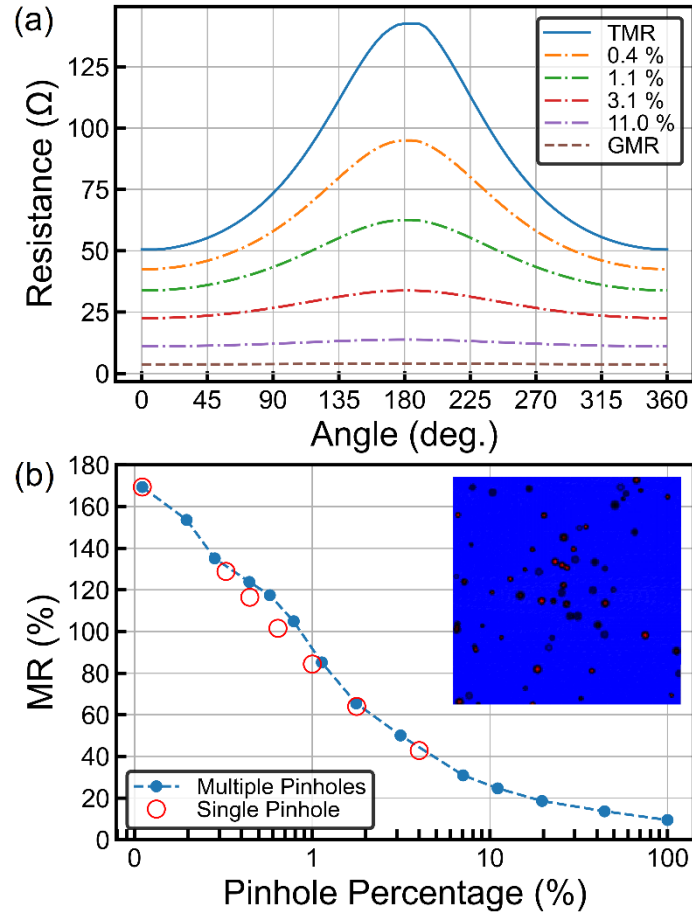 (a)
Resistance (Ω)
125
100
75
50
25
0
TMR
0.4 %
1.1 %
3.1 %
11.0 %
GMR
0 45 90 135 180 225 270 315 360
Angle (deg.)
(b)
MR (%)
180
160
140
120
100
80
60
40
20
0
Multiple Pinholes
Single Pinhole
0 1 10 100
Pinhole Percentage (%)